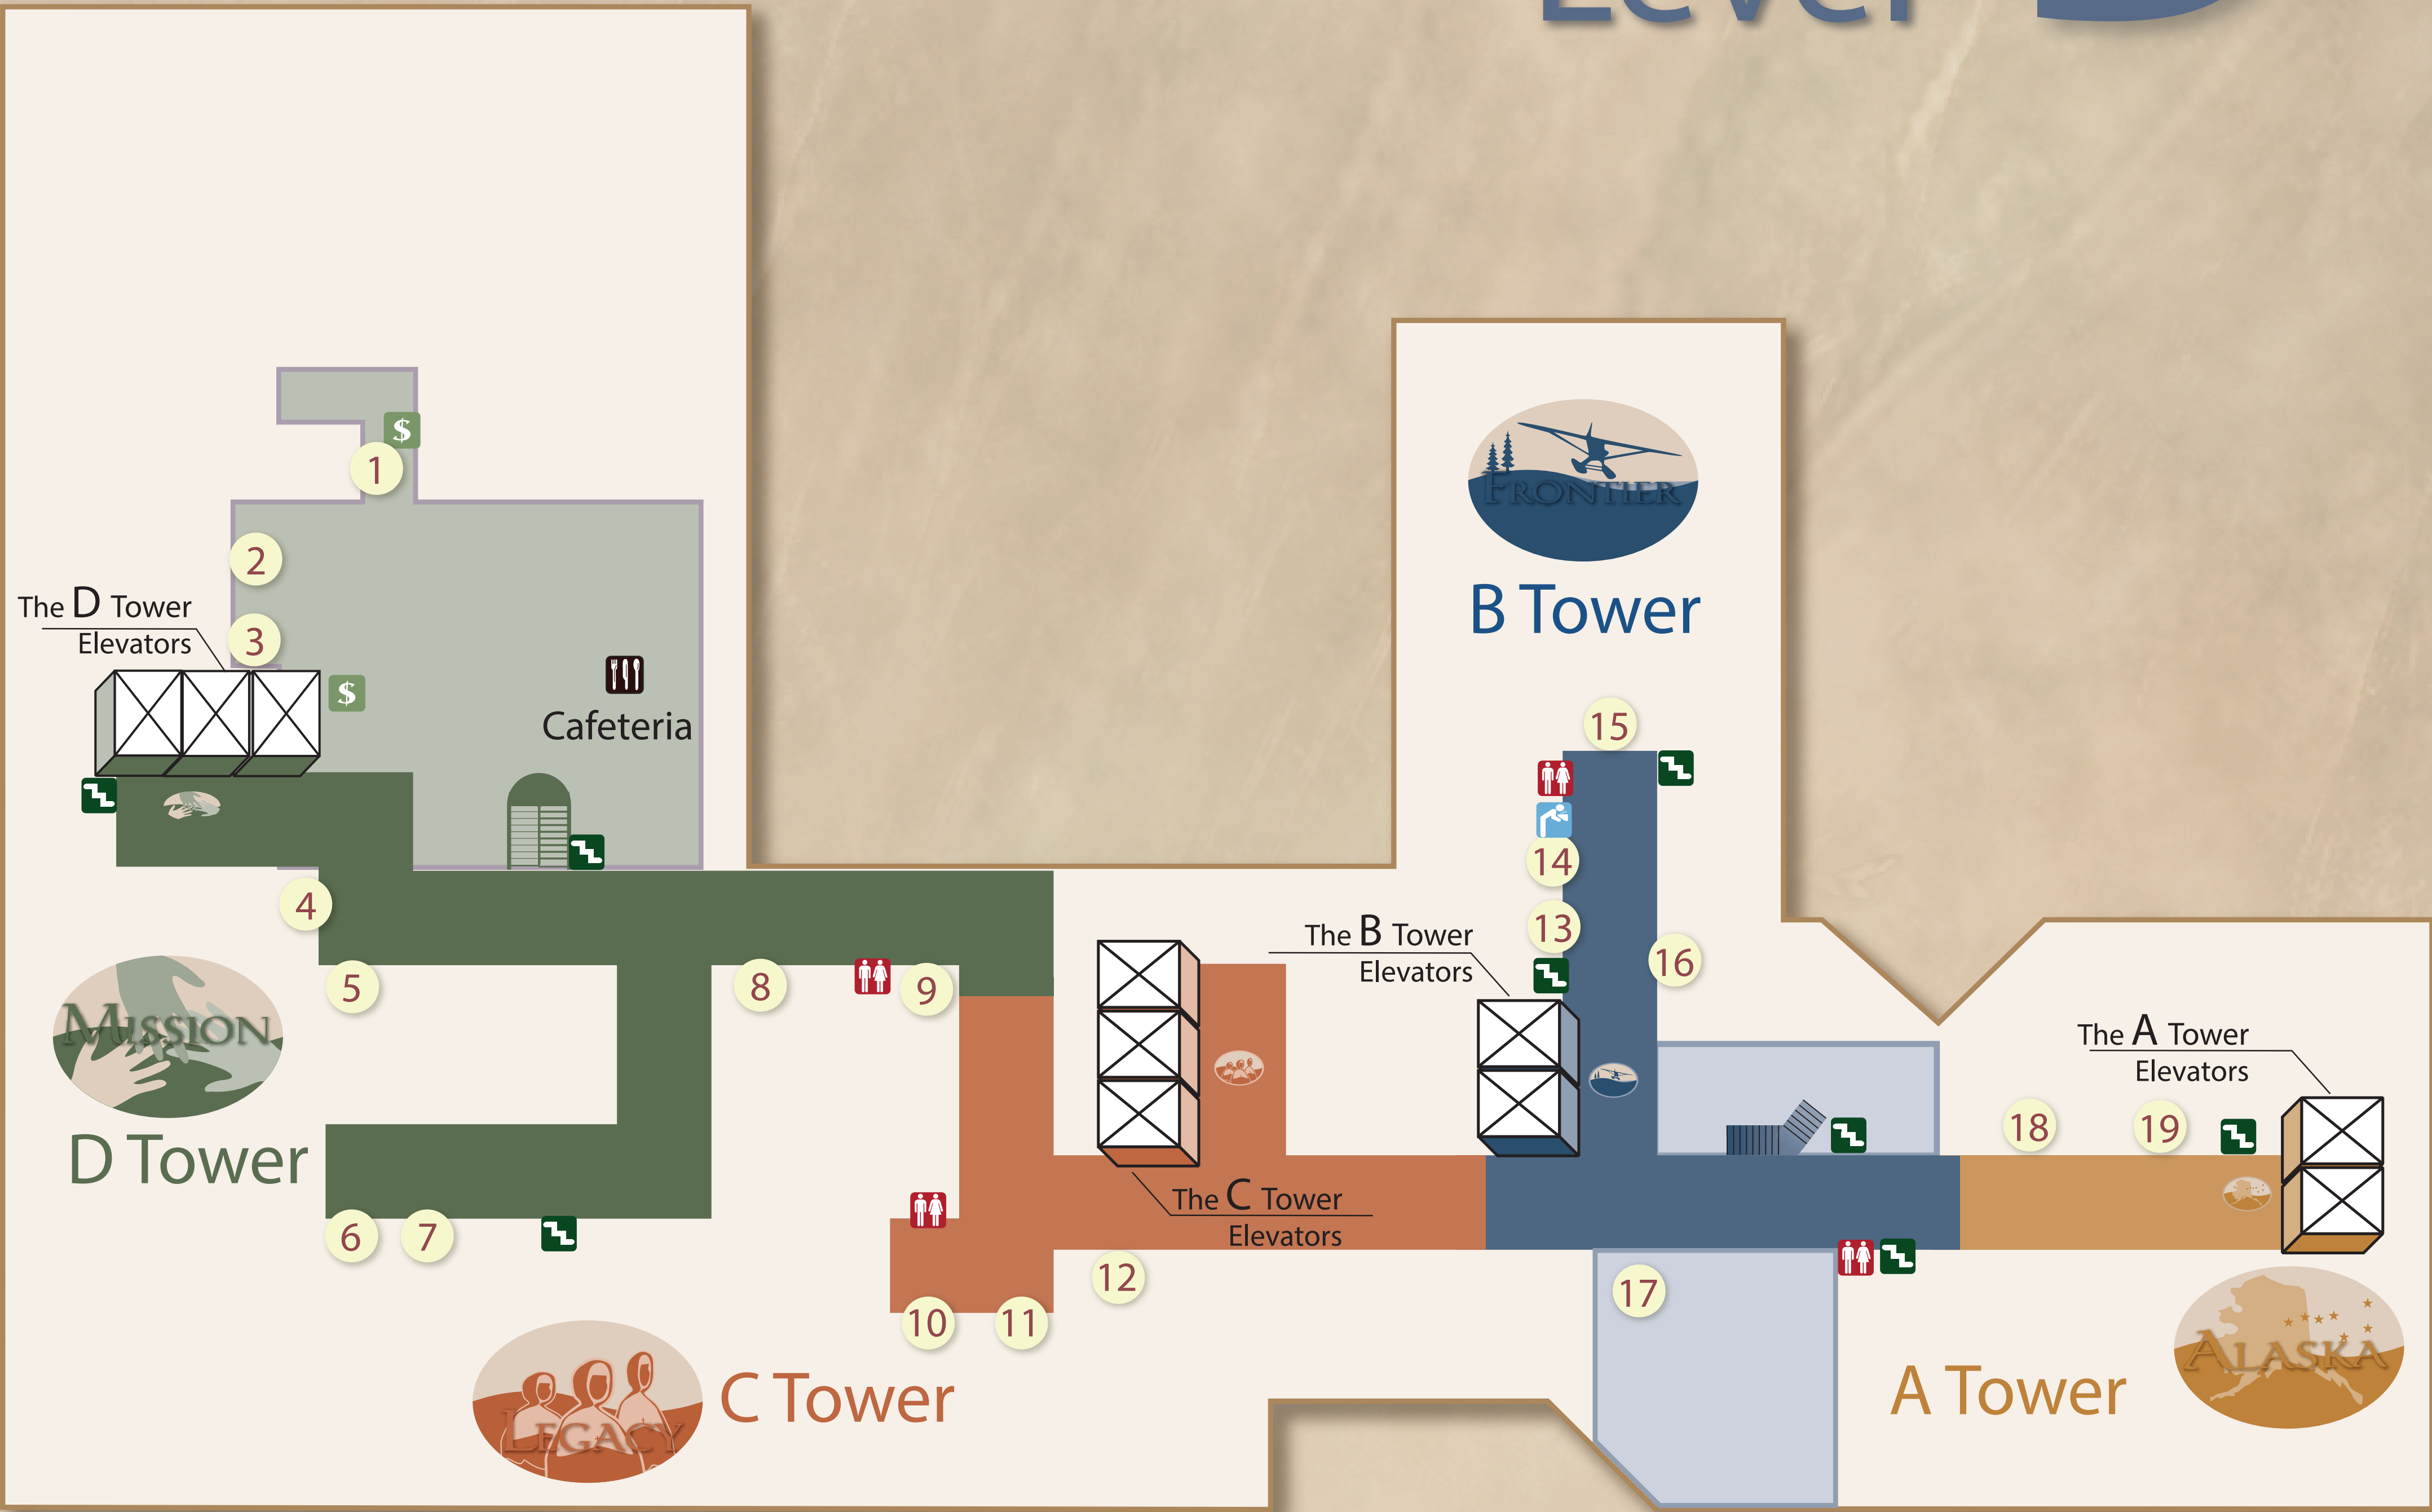 Level
$
1
2
The D Tower
Elevators
3
$
Cafeteria
4
5
MISSION
D Tower
6
7
8
9
10
11
12
LEGACY
C Tower
The C Tower
Elevators
FRONTIER
B Tower
15
14
13
The B Tower
Elevators
16
17
18
19
The A Tower
Elevators
A Tower
ALASKA